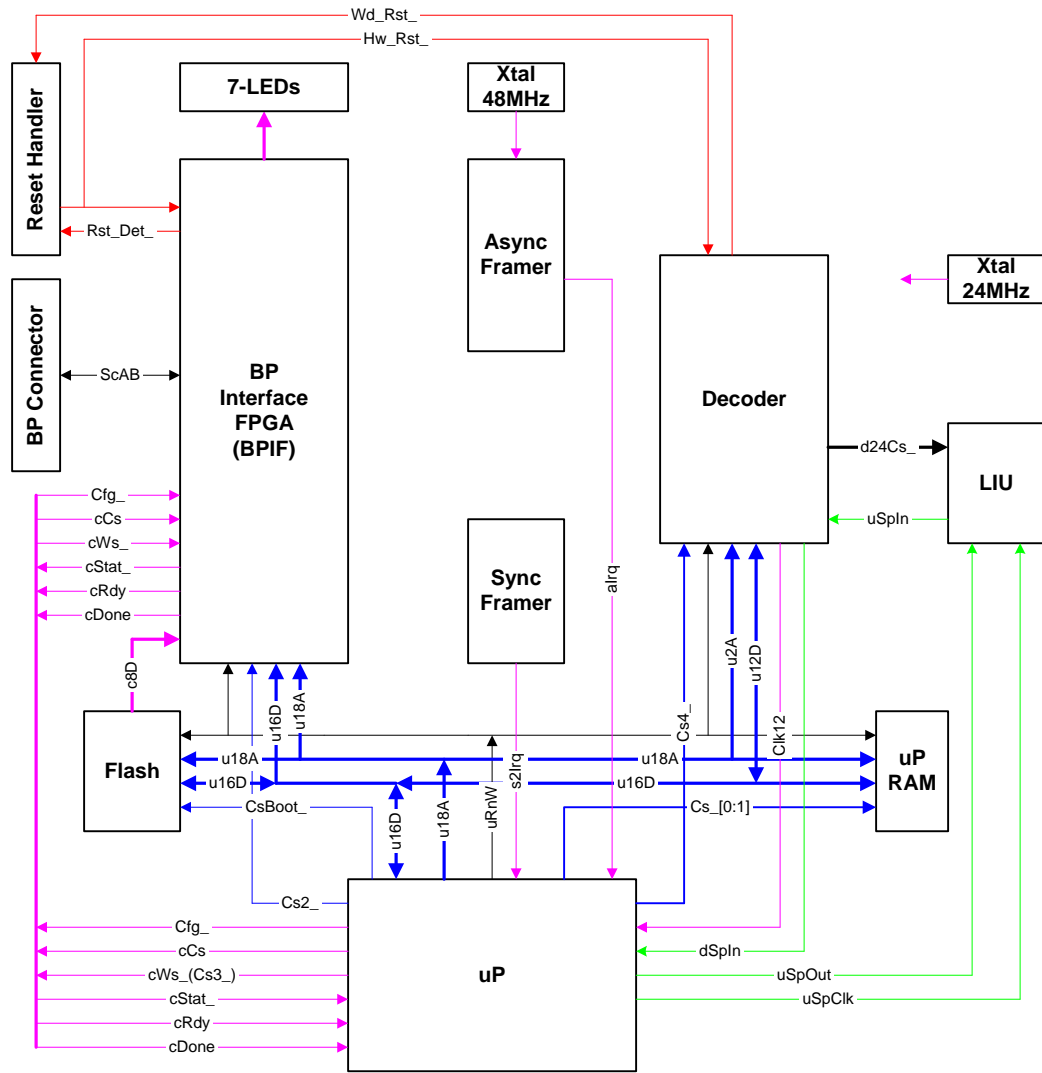 Wd_Rst_
Hw_Rst_
Reset Handler
7-LEDs
Xtal
48MHz
Rst_Det_
Async
Framer
Xtal
24MHz
BP Connector
ScAB
BP
Interface
FPGA
(BPIF)
Decoder
d24Cs_
LIU
uSpIn
Cfg_
cCs
cWs_
cStat_
cRdy
cDone
Sync
Framer
aIrq
c8D
u16D
u18A
u2A
u12D
Cs4_
Clk12
Flash
u18A
u16D
CsBoot_
u16D
u18A
uRnW
s2Irq
u18A
u16D
Cs_[0:1]
uP
RAM
Cs2_
Cfg_
cCs
cWs_(Cs3_)
cStat_
cRdy
cDone
uP
dSpIn
uSpOut
uSpClk